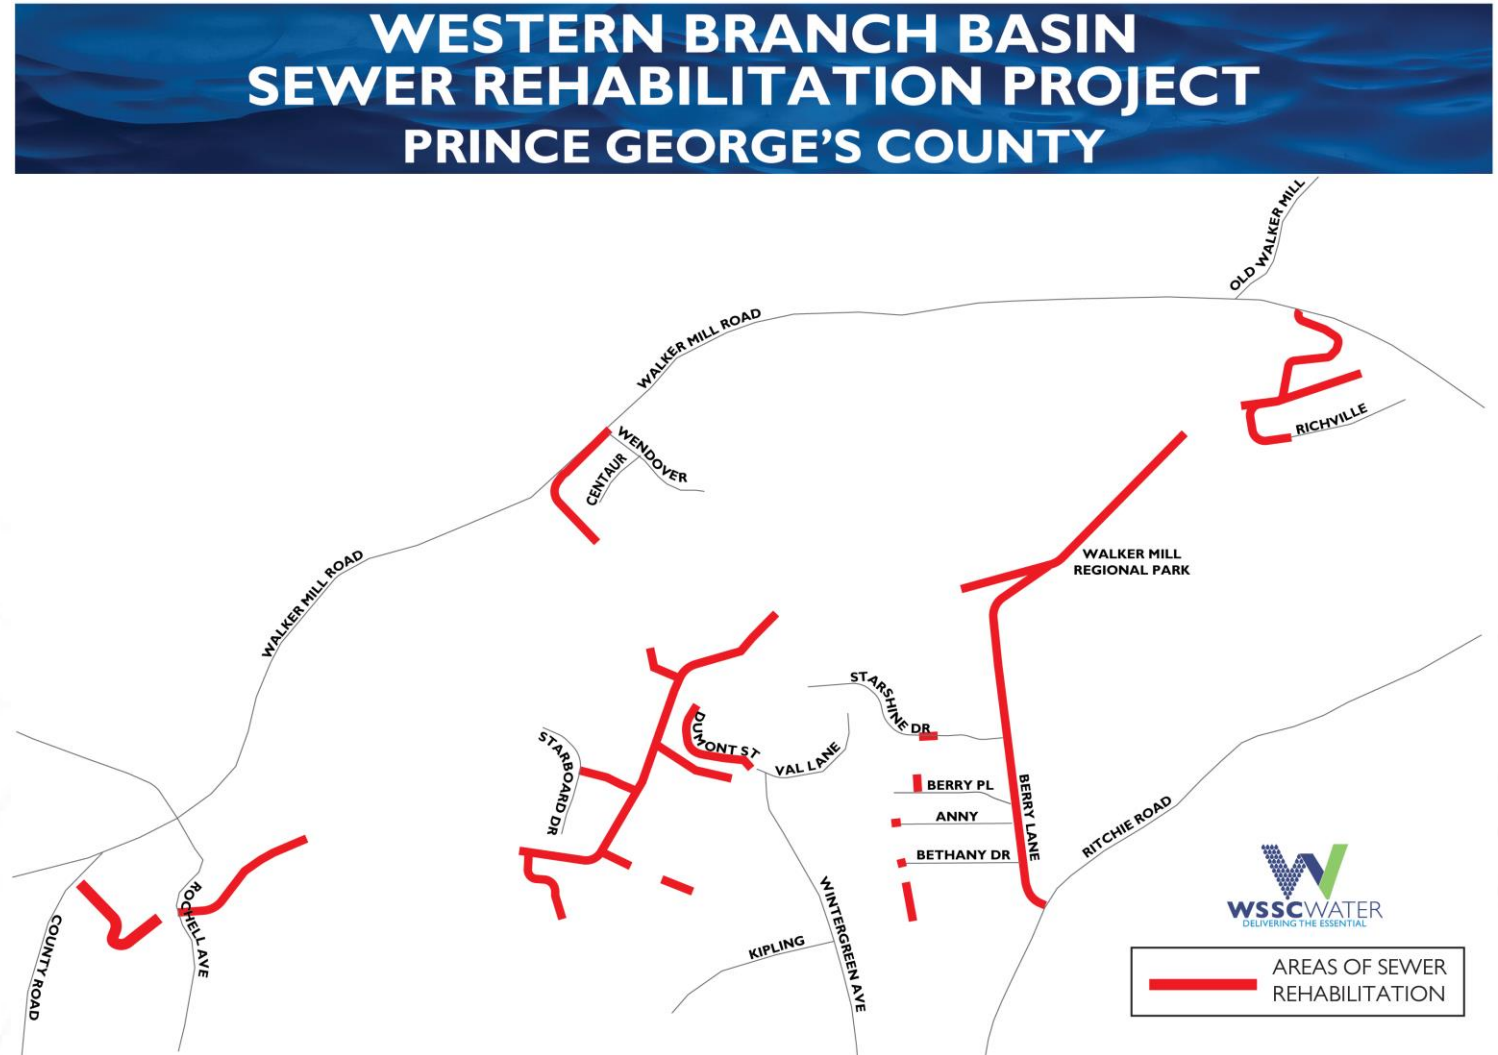 WESTERN BRANCH BASIN
SEWER REHABILITATION PROJECT
PRINCE GEORGE'S COUNTY
OLD WALKER MILL
WALKER MILL ROAD
RICHVILLE
WENDOVER
CENTAUR
WALKER MILL
REGIONAL PARK
WALKER MILL ROAD
STARSHINE DR
DUMONT ST
STARBOARD DR
VAL LANE
BERRY PL
BERRY LANE
ANNY
RITCHIE ROAD
BETHANY DR
ROCHELL AVE
COUNTY ROAD
WINTERGREEN AVE
KIPLING
WSSCWATER
DELIVERING THE ESSENTIAL
AREAS OF SEWER
REHABILITATION